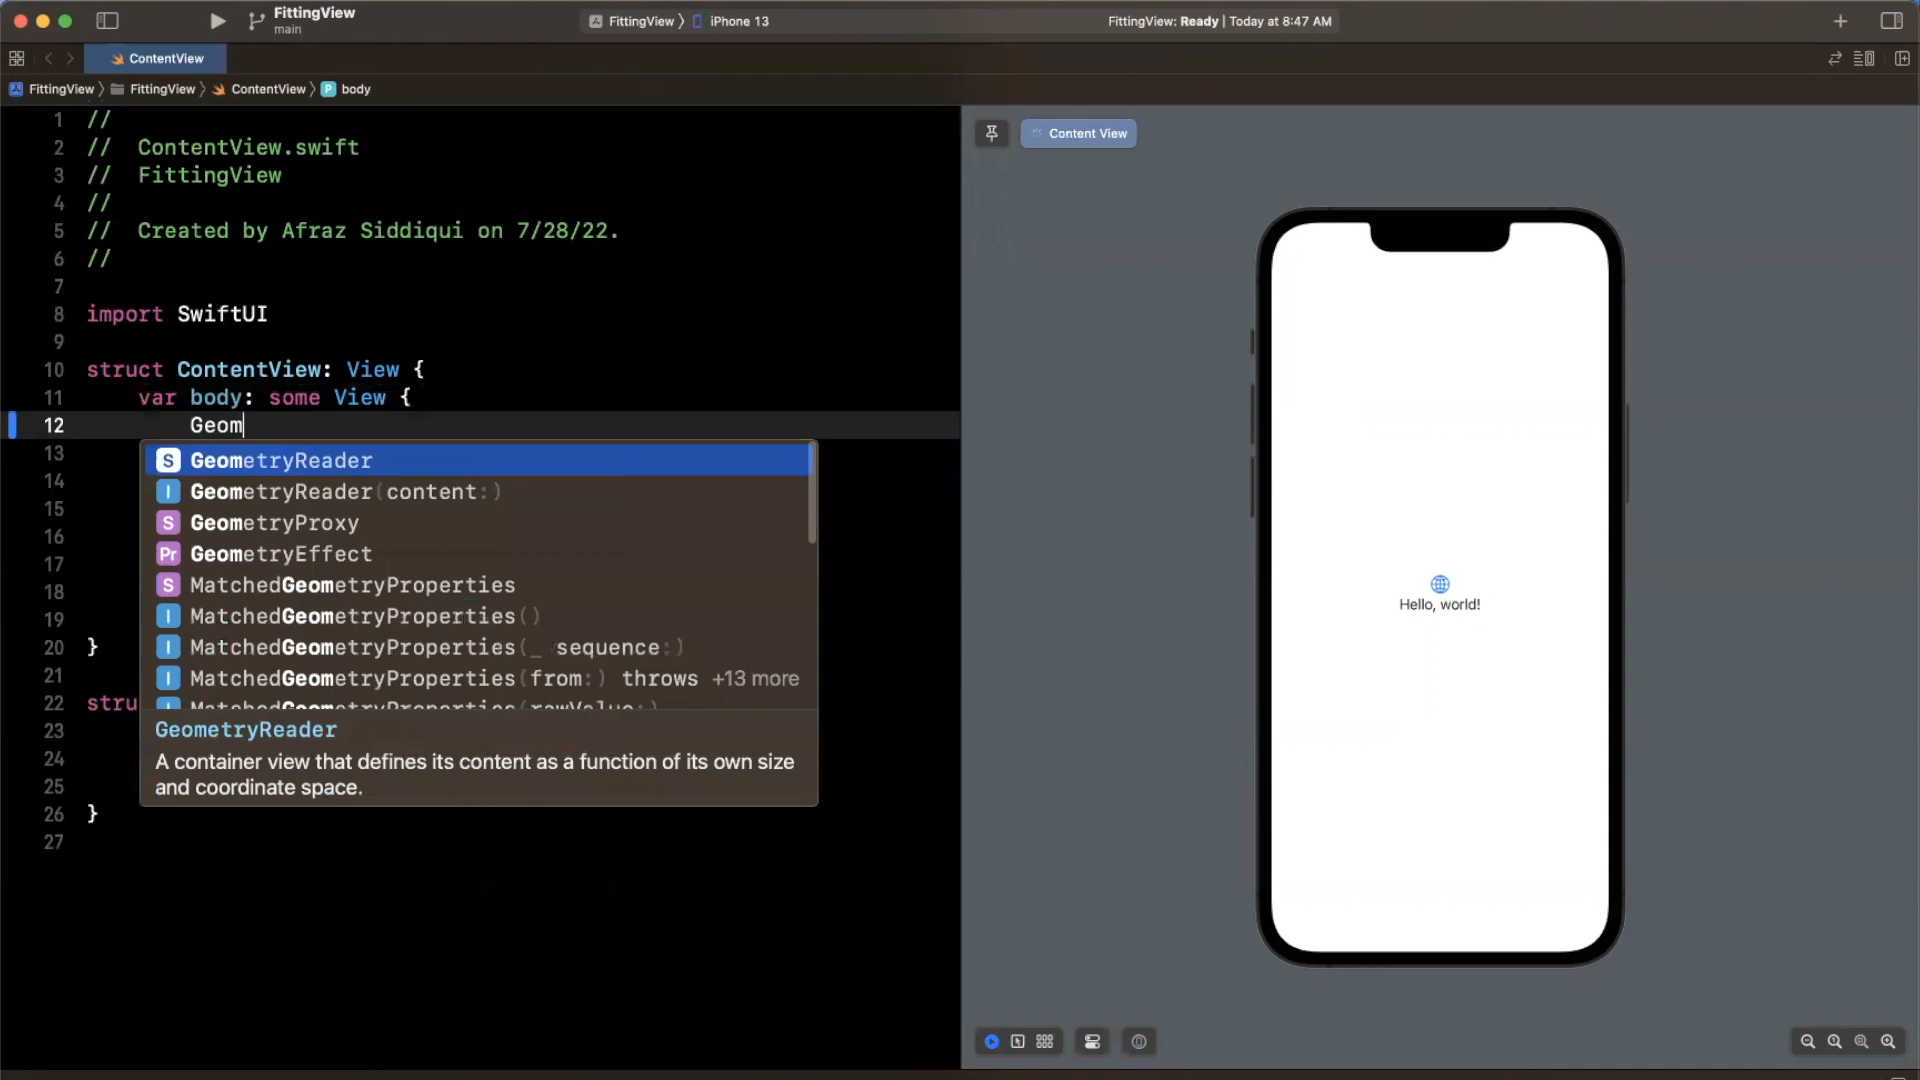 FittingView
main
FittingView
iPhone 13
FittingView: Ready | Today at 8:47 AM
ContentView
FittingView
FittingView
ContentView
P
body
1 //
2 //  ContentView.swift
3 //  FittingView
4 //
5 //  Created by Afraz Siddiqui on 7/28/22.
6 //
7
8 import SwiftUI
9
10 struct ContentView: View {
11     var body: some View {
12         Geom
13
14
15
16
17
18
19
20 }
21
22 stru
23
24
25
26 }
27
S GeometryReader
I GeometryReader(content:)
S GeometryProxy
Pr GeometryEffect
S MatchedGeometryProperties
I MatchedGeometryProperties()
I MatchedGeometryProperties(_ sequence:)
I MatchedGeometryProperties(from:) throws +13 more
MatchedGeometryProperties(rawValue:)
GeometryReader
A container view that defines its content as a function of its own size
and coordinate space.
Content View
Hello, world!